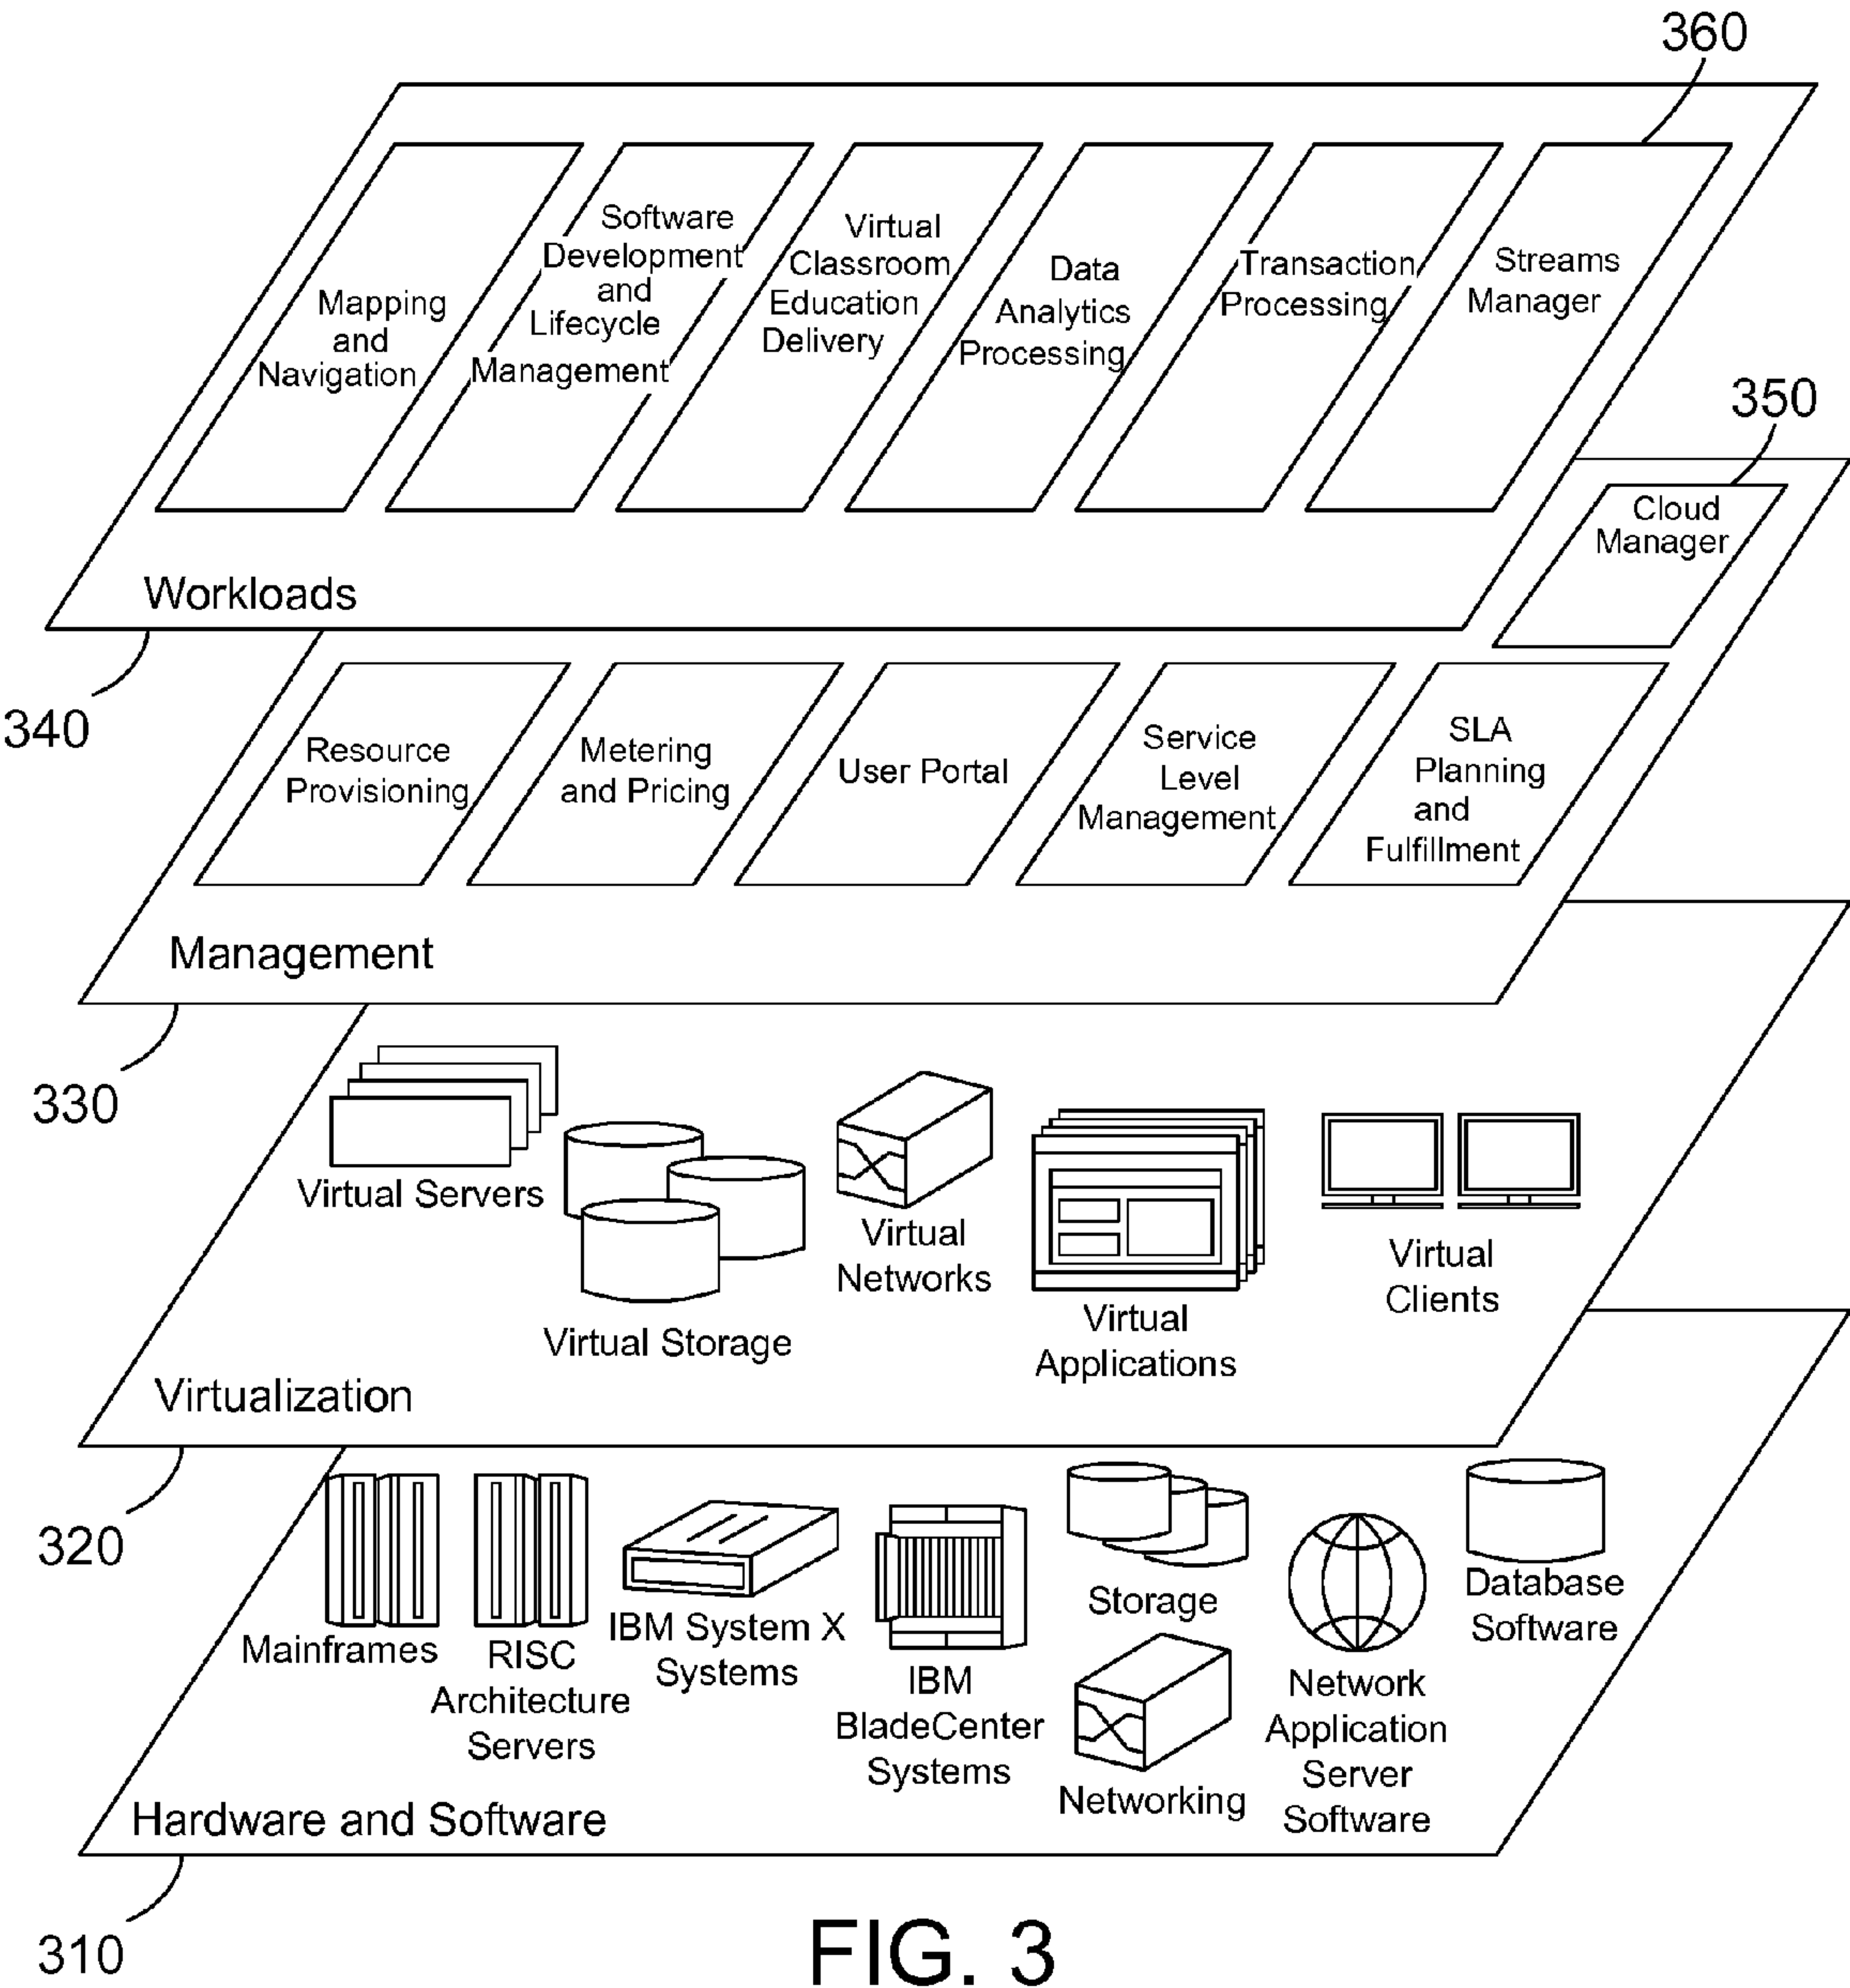 360
Mapping
and
Navigation
Software
Development
and
Lifecycle
Management
Virtual
Classroom
Education
Delivery
Data
Analytics
Processing
Transaction
Processing
Streams
Manager
350
Cloud
Manager
Workloads
340
Resource
Provisioning
Metering
and Pricing
User Portal
Service
Level
Management
SLA
Planning
and
Fulfillment
Management
330
Virtual Servers
Virtual Storage
Virtual
Networks
Virtual
Applications
Virtual
Clients
Virtualization
320
Mainframes
RISC
Architecture
Servers
IBM System X
Systems
IBM
BladeCenter
Systems
Storage
Networking
Network
Application
Server
Software
Database
Software
Hardware and Software
310
FIG. 3